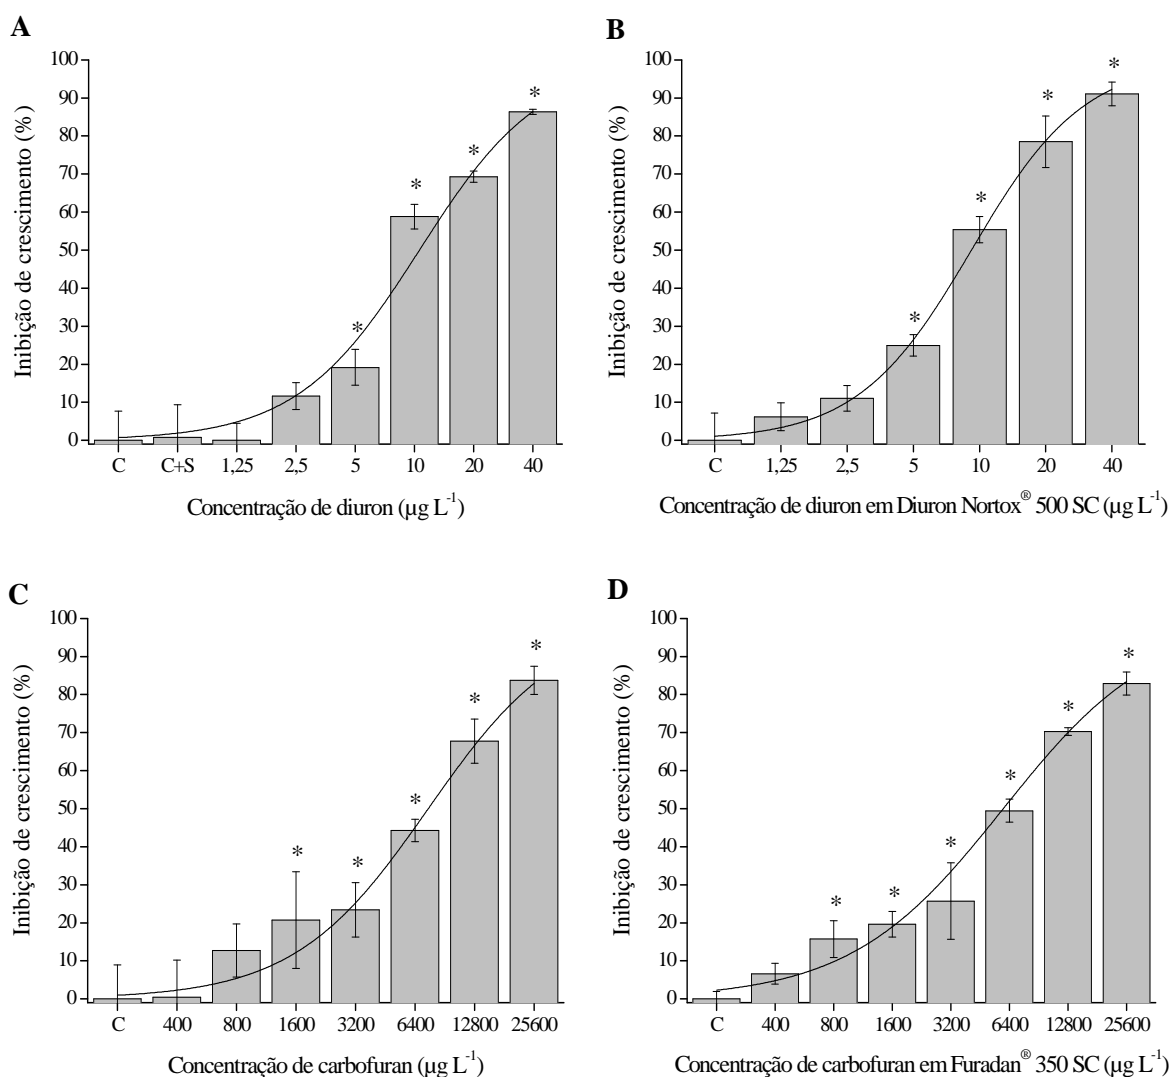 A
100
90
80
70
60
50
40
30
20
10
0
Inibição de crescimento (%)
* * * *
C C+S 1,25 2,5 5 10 20 40
Concentração de diuron (µg L⁻¹)
B
100
90
80
70
60
50
40
30
20
10
0
Inibição de crescimento (%)
* * * *
C 1,25 2,5 5 10 20 40
Concentração de diuron em Diuron Nortox® 500 SC (µg L⁻¹)
C
100
90
80
70
60
50
40
30
20
10
0
Inibição de crescimento (%)
* * * * *
C 400 800 1600 3200 6400 12800 25600
Concentração de carbofuran (µg L⁻¹)
D
100
90
80
70
60
50
40
30
20
10
0
Inibição de crescimento (%)
* * * * * *
C 400 800 1600 3200 6400 12800 25600
Concentração de carbofuran em Furadan® 350 SC (µg L⁻¹)